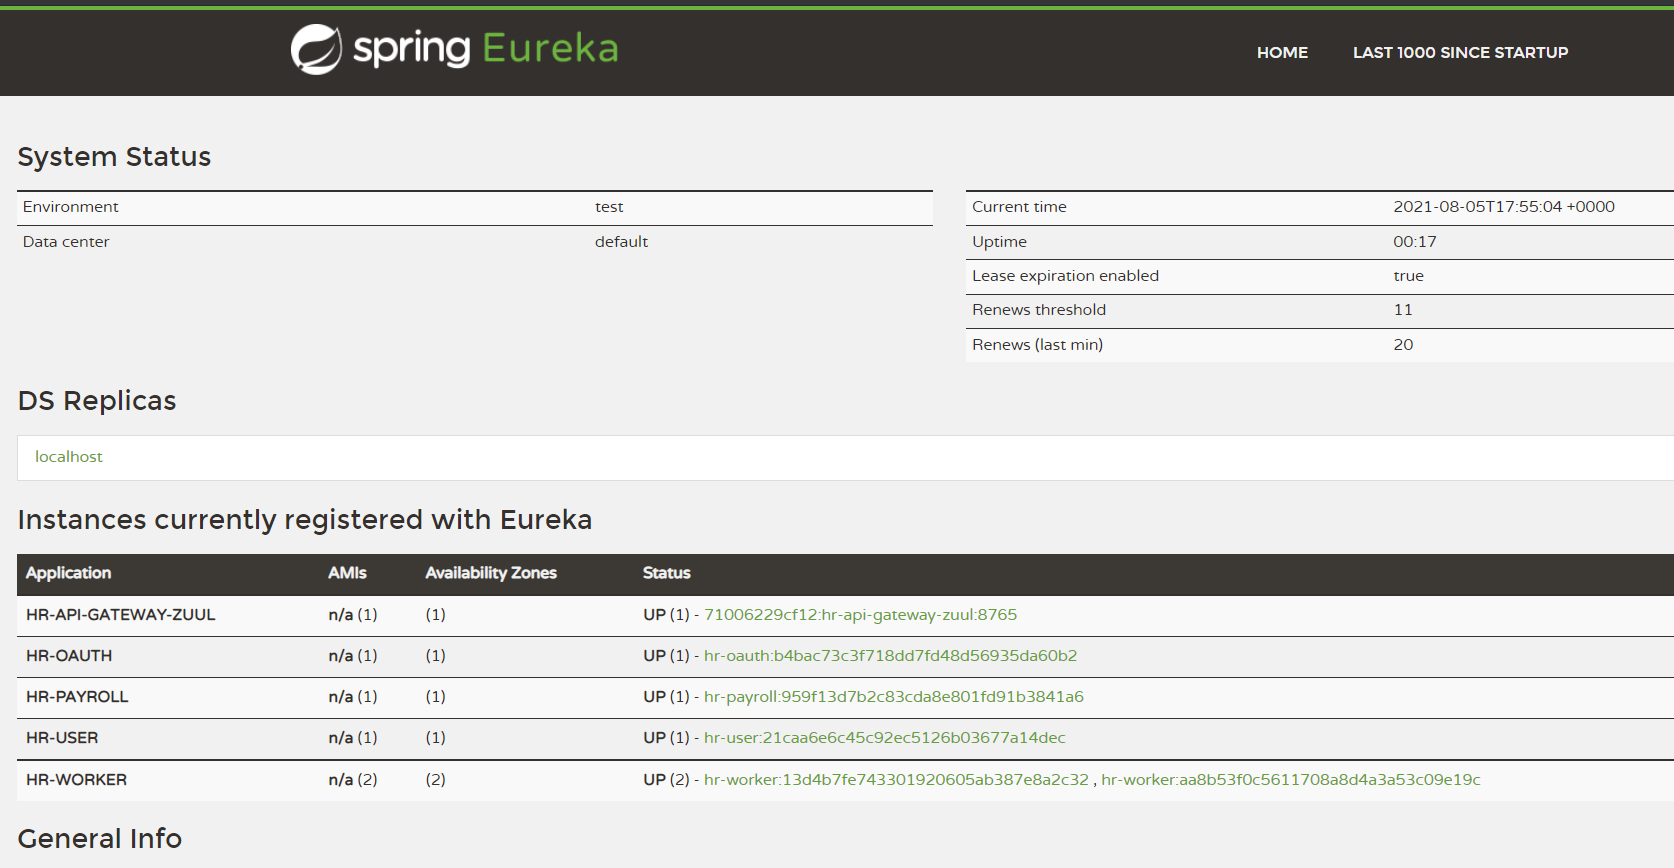 spring Eureka
HOME LAST 1000 SINCE STARTUP
System Status
Environment test
Data center default
Current time 2021-08-05T17:55:04 +0000
Uptime 00:17
Lease expiration enabled true
Renews threshold 11
Renews (last min) 20
DS Replicas
localhost
Instances currently registered with Eureka
Application AMIs Availability Zones Status
HR-API-GATEWAY-ZUUL n/a (1) (1) UP (1) - 71006229cf12:hr-api-gateway-zuul:8765
HR-OAUTH n/a (1) (1) UP (1) - hr-oauth:b4bac73c3f718dd7fd48d56935da60b2
HR-PAYROLL n/a (1) (1) UP (1) - hr-payroll:959f13d7b2c83cda8e801fd91b3841a6
HR-USER n/a (1) (1) UP (1) - hr-user:21caa6e6c45c92ec5126b03677a14dec
HR-WORKER n/a (2) (2) UP (2) - hr-worker:13d4b7fe743301920605ab387e8a2c32 , hr-worker:aa8b53f0c5611708a8d4a3a53c09e19c
General Info